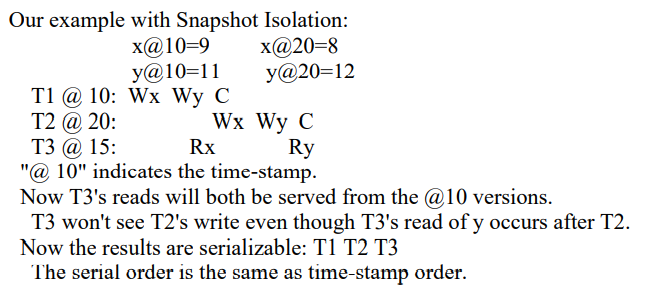 Our example with Snapshot Isolation:
x@10=9 x@20=8
y@10=11 y@20=12
T1 @ 10: Wx Wy C
T2 @ 20: Wx Wy C
T3 @ 15: Rx Ry
"@ 10" indicates the time-stamp.
Now T3's reads will both be served from the @10 versions.
T3 won't see T2's write even though T3's read of y occurs after T2.
Now the results are serializable: T1 T2 T3
The serial order is the same as time-stamp order.